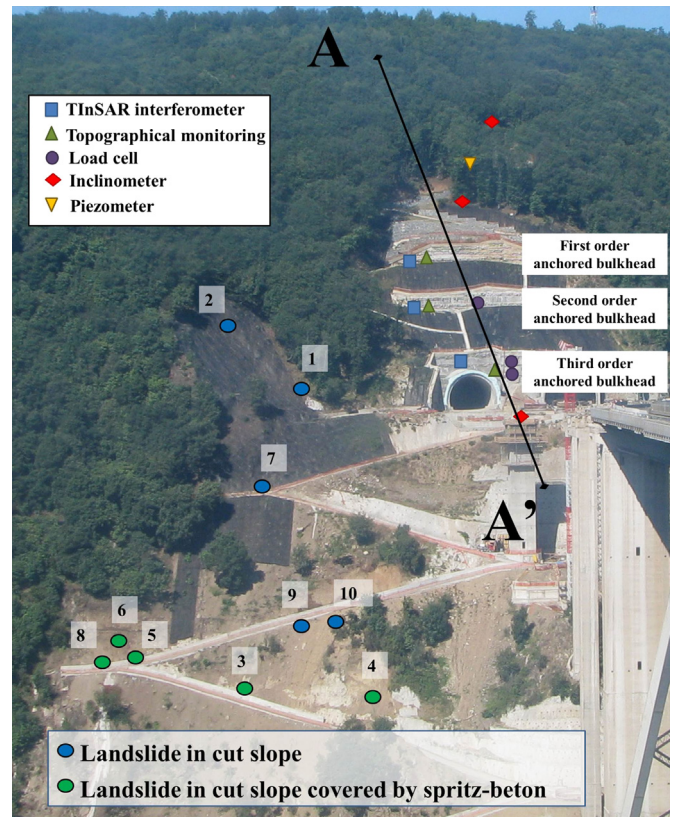 A
TInSAR interferometer
Topographical monitoring
Load cell
Inclinometer
Piezometer
First order
anchored bulkhead
Second order
anchored bulkhead
Third order
anchored bulkhead
2
1
7
A’
9
10
6
8
5
3
4
Landslide in cut slope
Landslide in cut slope covered by spritz-beton